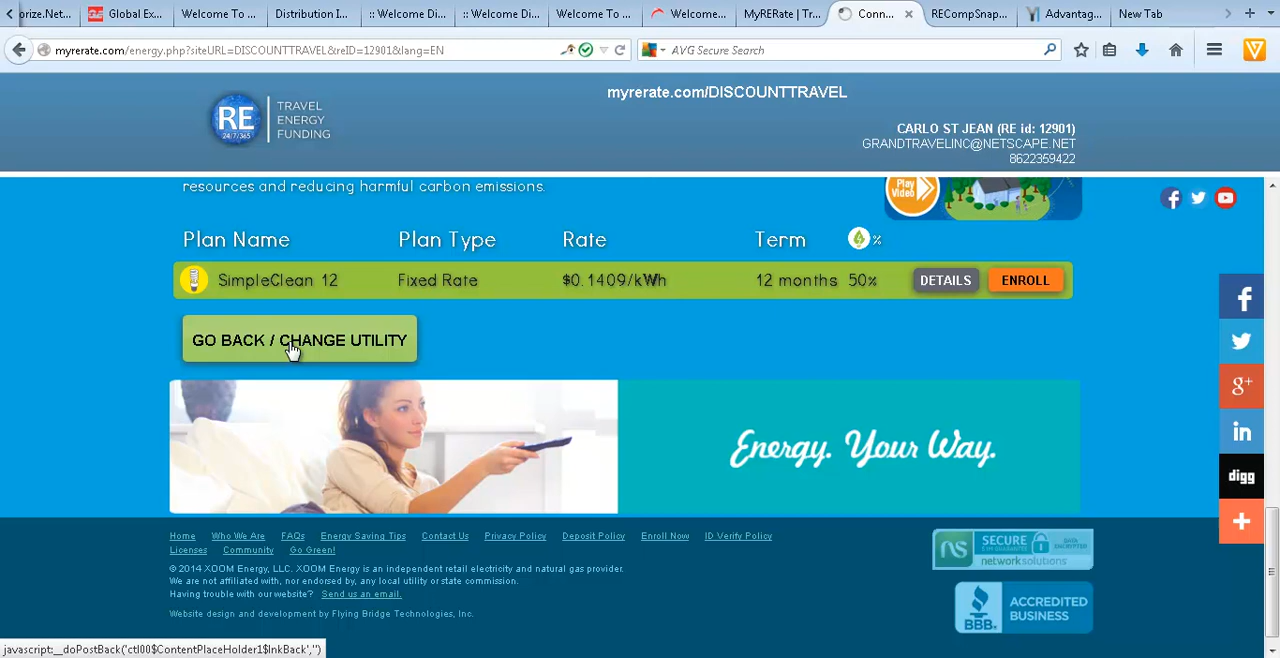 orize.Net...
Global Ex...
Welcome To ...
Distribution I...
:: Welcome Di...
:: Welcome Di...
Welcome To ...
Welcome...
MyRERate | Tr...
Conn...
RECompSnap...
Advantag...
New Tab
myrerate.com/energy.php?siteURL=DISCOUNTTRAVEL&reID=12901&lang=EN
AVG Secure Search
RE
24/7/365
TRAVEL
ENERGY
FUNDING
myrerate.com/DISCOUNTTRAVEL
CARLO ST JEAN (RE id: 12901)
GRANDTRAVELINC@NETSCAPE.NET
8622359422
resources and reducing harmful carbon emissions.
Play
Video
Plan Name Plan Type Rate Term %
SimpleClean 12 Fixed Rate $0.1409/kWh 12 months 50% DETAILS ENROLL
GO BACK / CHANGE UTILITY
Energy. Your Way.
Home Who We Are FAQs Energy Saving Tips Contact Us Privacy Policy Deposit Policy Enroll Now ID Verify Policy
Licenses Community Go Green!
© 2014 XOOM Energy, LLC. XOOM Energy is an independent retail electricity and natural gas provider.
We are not affiliated with, nor endorsed by, any local utility or state commission.
Having trouble with our website? Send us an email.
Website design and development by Flying Bridge Technologies, Inc.
NS
SECURE
DATA
ENCRYPTED
network solutions
BBB.
ACCREDITED
BUSINESS
digg
in
g+
javascript:__doPostBack('ctl00$ContentPlaceHolder1$lnkBack','')